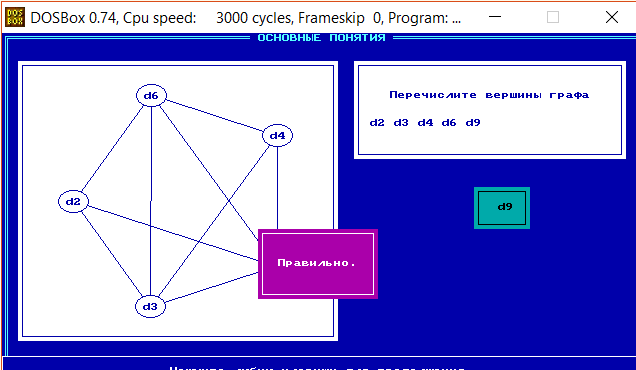 DOSBox 0.74, Cpu speed: 3000 cycles, Frameskip 0, Program: ...
ОСНОВНЫЕ ПОНЯТИЯ
d6
d4
d2
d3
Перечислите вершины графа
d2 d3 d4 d6 d9
d9
Правильно.